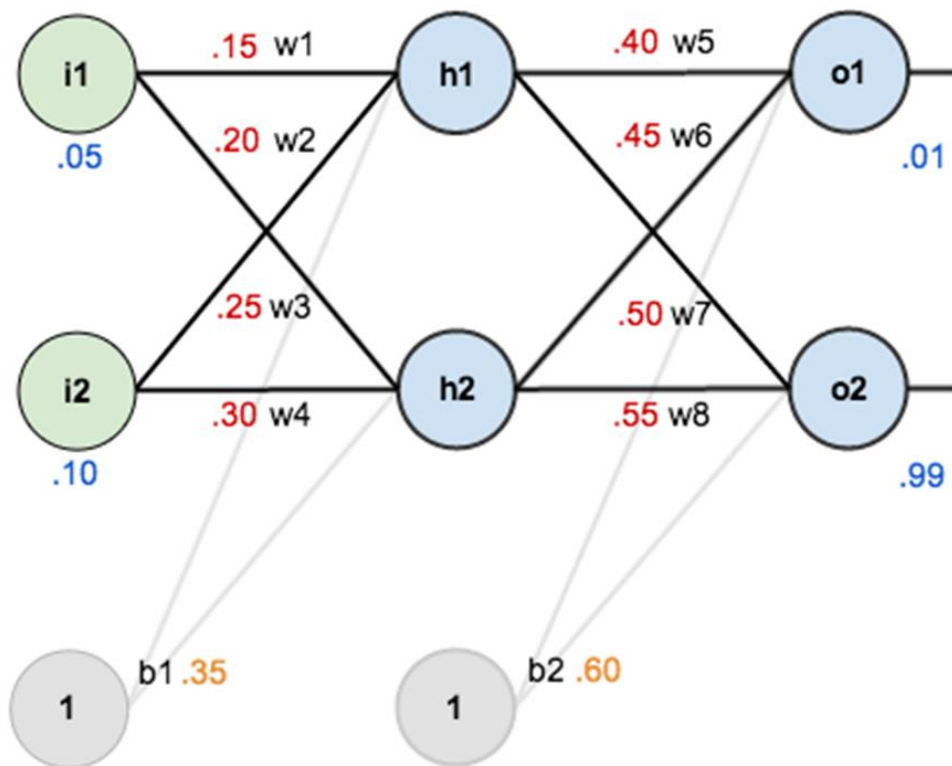 .15 w1
.40 w5
i1
h1
o1
.20 w2
.45 w6
.05
.01
.25 w3
.50 w7
i2
h2
o2
.30 w4
.55 w8
.10
.99
b1 .35
b2 .60
1
1